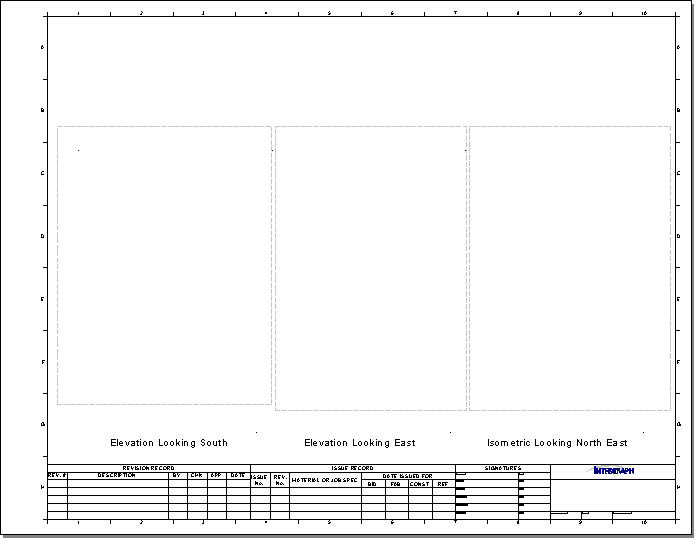 1 2 3 4 5 6 7 8 9 10
A A
B B
C C
D D
E E
F F
G G
Elevation Looking South Elevation Looking East Isometric Looking North East
REVISION RECORD ISSUE RECORD SIGNATURES
REV. # DESCRIPTION BY CHK APP DATE ISSUE No. REV. No. MATERIAL OR JOB SPEC DATE ISSUED FOR
BID FAB CONST REF
INTERGRAPH
H H
1 2 3 4 5 6 7 8 9 10